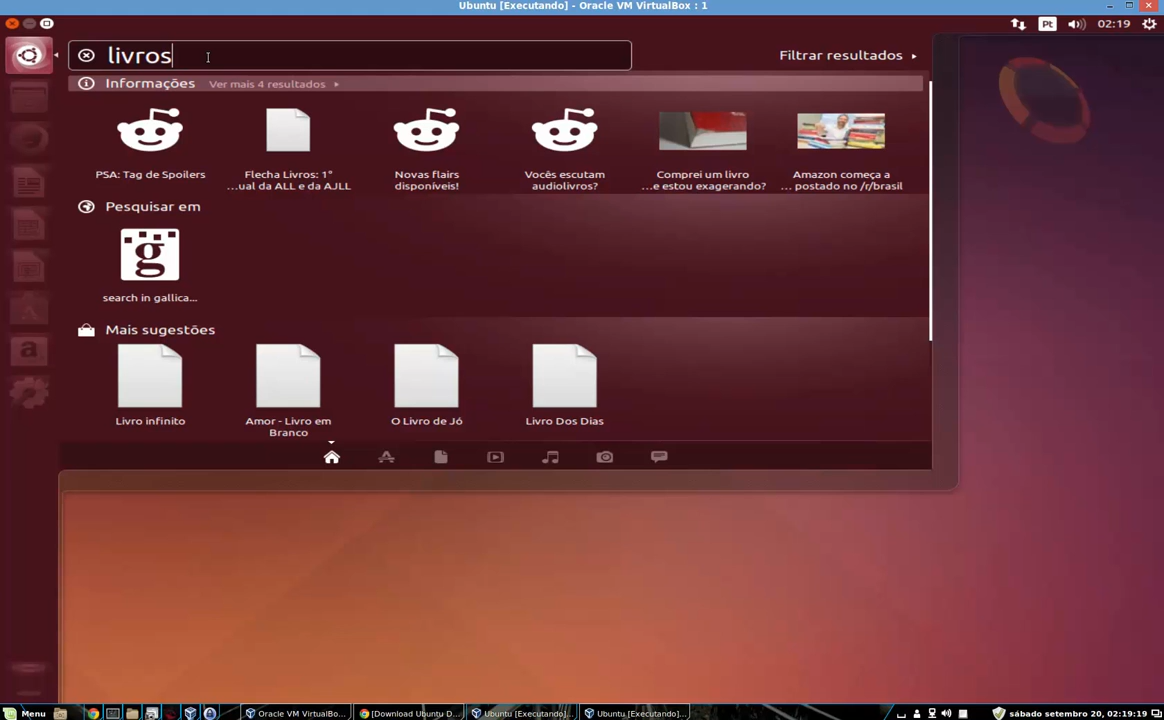 Ubuntu [Executando] - Oracle VM VirtualBox : 1
Pt 02:19
livros
Filtrar resultados
Informações Ver mais 4 resultados
PSA: Tag de Spoilers
Flecha Livros: 1°
...ual da ALL e da AJLL
Novas flairs
disponíveis!
Vocês escutam
audiolivros?
Comprei um livro
...e estou exagerando?
Amazon começa a
... postado no /r/brasil
Pesquisar em
g
search in gallica...
Mais sugestões
Livro infinito
Amor - Livro em
Branco
O Livro de Jó
Livro Dos Dias
a
Menu
Oracle VM VirtualBo...
[Download Ubuntu D...
Ubuntu [Executando]...
Ubuntu [Executando]...
sábado setembro 20, 02:19:19